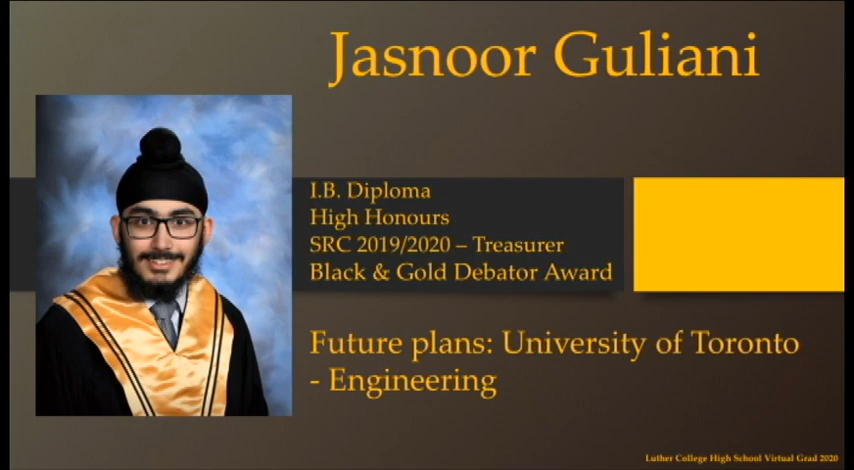 Jasnoor Guliani
I.B. Diploma
High Honours
SRC 2019/2020 – Treasurer
Black & Gold Debator Award
Future plans: University of Toronto
- Engineering
Luther College High School Virtual Grad 2020